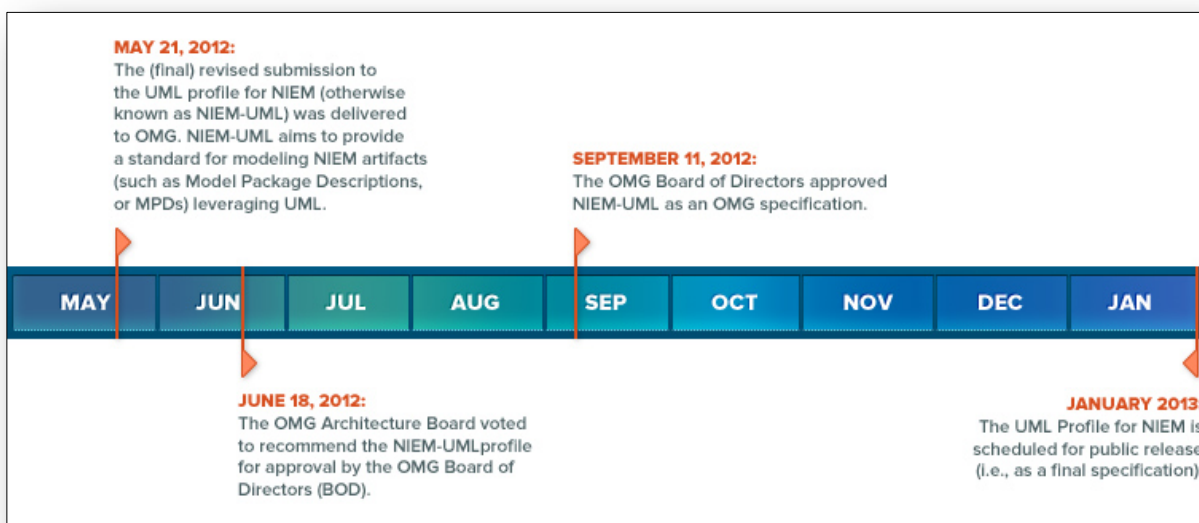 MAY 21, 2012:
The (final) revised submission to
the UML profile for NIEM (otherwise
known as NIEM-UML) was delivered
to OMG. NIEM-UML aims to provide
a standard for modeling NIEM artifacts
(such as Model Package Descriptions,
or MPDs) leveraging UML.
SEPTEMBER 11, 2012:
The OMG Board of Directors approved
NIEM-UML as an OMG specification.
MAY JUN JUL AUG SEP OCT NOV DEC JAN
JUNE 18, 2012:
The OMG Architecture Board voted
to recommend the NIEM-UMLprofile
for approval by the OMG Board of
Directors (BOD).
JANUARY 2013
The UML Profile for NIEM is
scheduled for public release
(i.e., as a final specification)